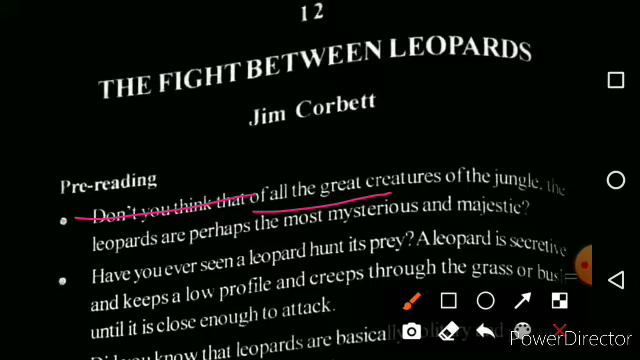 12
THE FIGHT BETWEEN LEOPARDS
Jim Corbett
Pre-reading
Don't you think that of all the great creatures of the jungle, the
leopards are perhaps the most mysterious and majestic?
Have you ever seen a leopard hunt its prey? A leopard is secretive
and keeps a low profile and creeps through the grass or
until it is close enough to attack.
you know that leopards are basically
PowerDirector